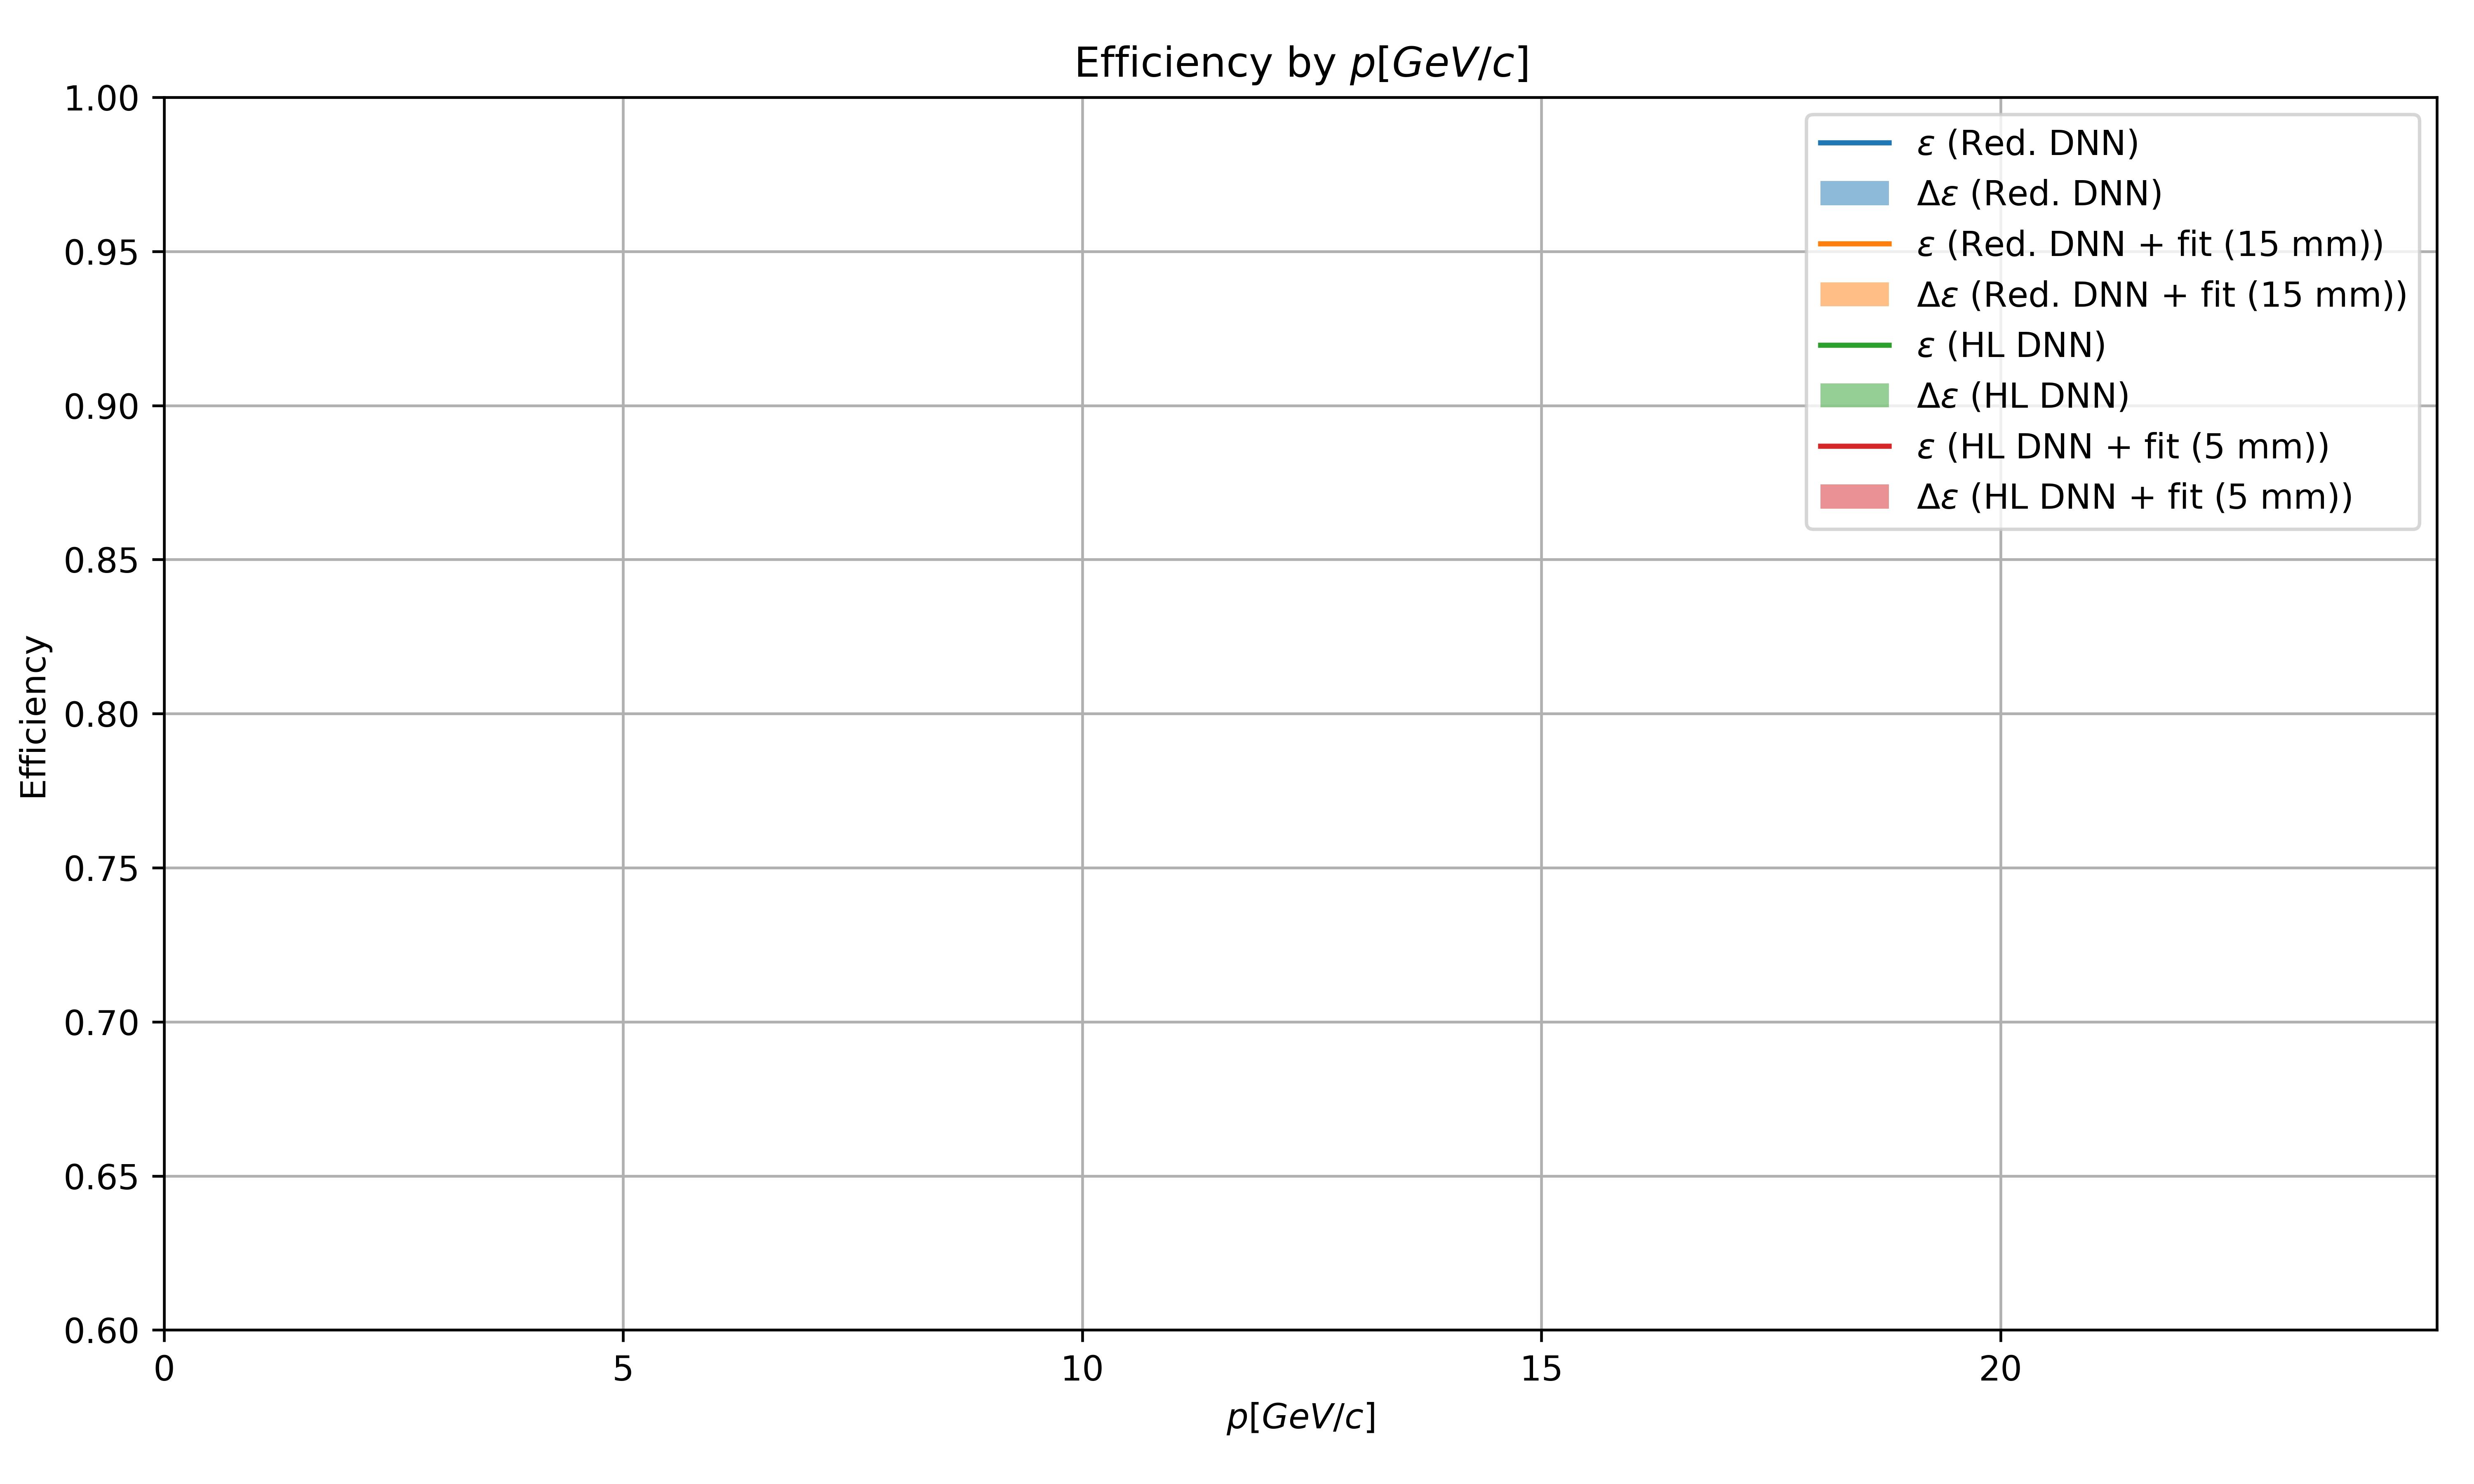 Efficiency by p[GeV/c]
1.00
0.95
0.90
0.85
0.80
0.75
0.70
0.65
0.60
Efficiency
0
5
10
15
20
p[GeV/c]
ε (Red. DNN)
Δε (Red. DNN)
ε (Red. DNN + fit (15 mm))
Δε (Red. DNN + fit (15 mm))
ε (HL DNN)
Δε (HL DNN)
ε (HL DNN + fit (5 mm))
Δε (HL DNN + fit (5 mm))